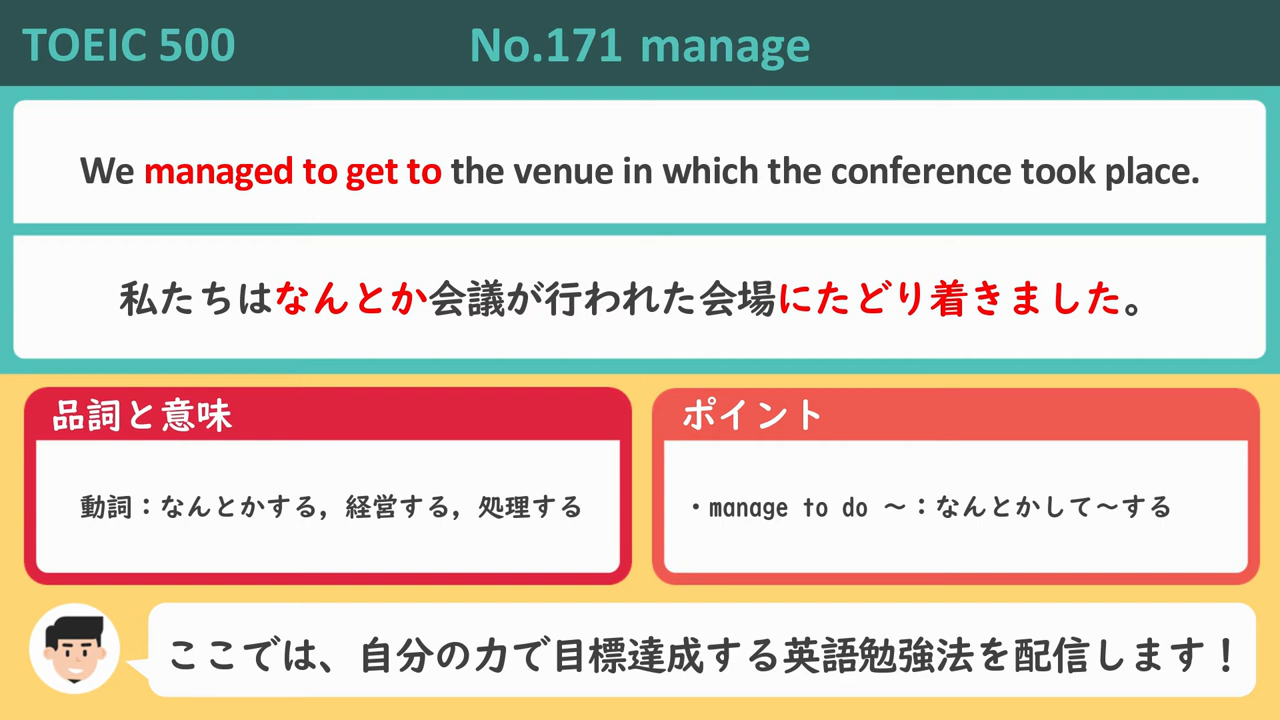 TOEIC 500
No.171 manage
We managed to get to the venue in which the conference took place.
私たちはなんとか会議が行われた会場にたどり着きました。
品詞と意味
動詞：なんとかする，経営する，処理する
ポイント
・manage to do ～：なんとかして～する
ここでは、自分の力で目標達成する英語勉強法を配信します！